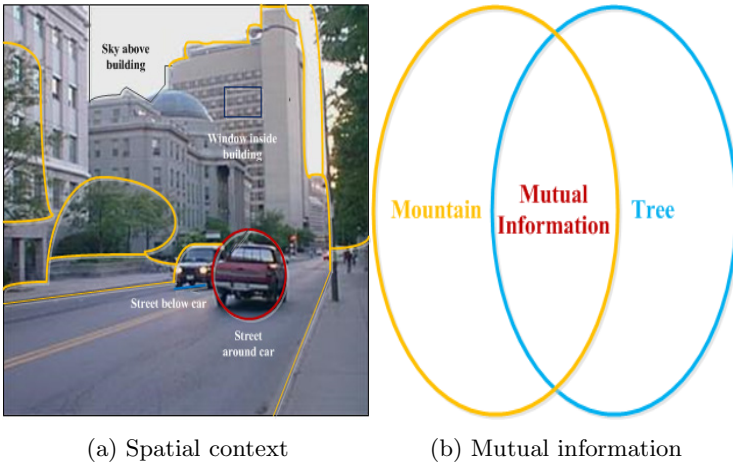 Sky above
building
Window inside
building
Street below car
Street
around car
Mountain
Mutual
Information
Tree
(a) Spatial context
(b) Mutual information